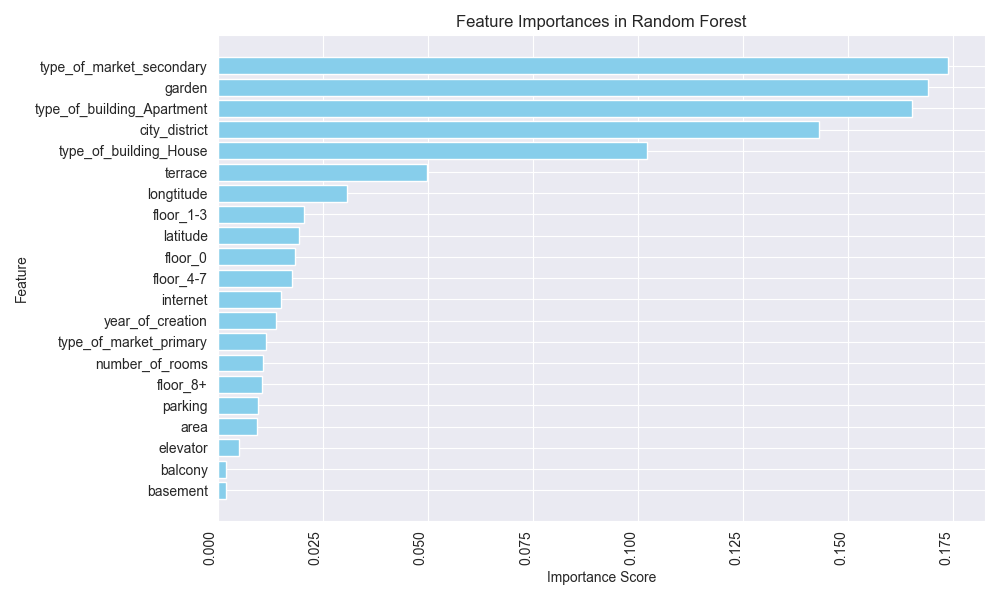 Feature Importances in Random Forest
type_of_market_secondary
garden
type_of_building_Apartment
city_district
type_of_building_House
terrace
longtitude
floor_1-3
latitude
floor_0
floor_4-7
internet
year_of_creation
type_of_market_primary
number_of_rooms
floor_8+
parking
area
elevator
balcony
basement
Feature
0.000
0.025
0.050
0.075
0.100
0.125
0.150
0.175
Importance Score